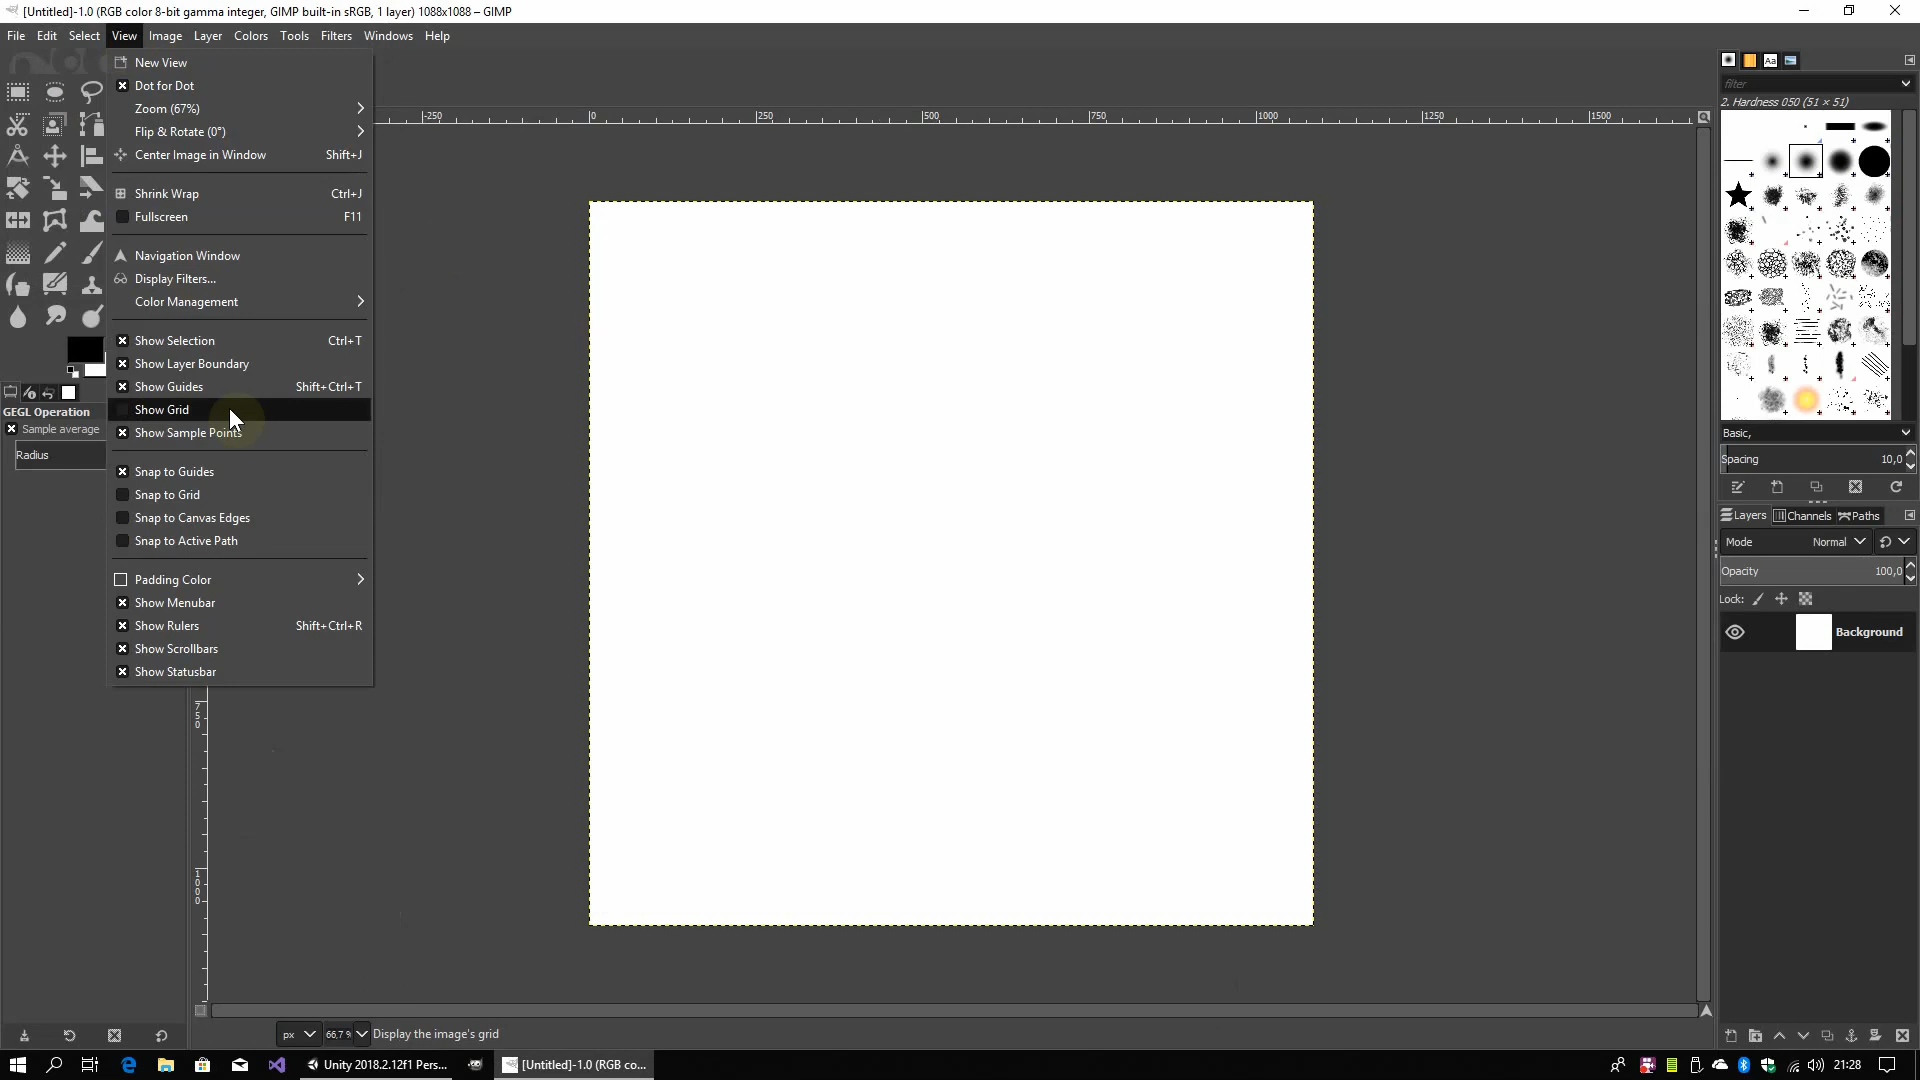 [Untitled]-1.0 (RGB color 8-bit gamma integer, GIMP built-in sRGB, 1 layer) 1088x1088 – GIMP
File Edit Select View Image Layer Colors Tools Filters Windows Help
New View
Dot for Dot
Zoom (67%)
Flip & Rotate (0°)
Center Image in Window Shift+J
Shrink Wrap Ctrl+J
Fullscreen F11
Navigation Window
Display Filters...
Color Management
Show Selection Ctrl+T
Show Layer Boundary
Show Guides Shift+Ctrl+T
Show Grid
Show Sample Points
Snap to Guides
Snap to Grid
Snap to Canvas Edges
Snap to Active Path
Padding Color
Show Menubar
Show Rulers Shift+Ctrl+R
Show Scrollbars
Show Statusbar
GEGL Operation
Sample average
Radius
-250 0 250 500 750 1000 1250 1500
750
1000
Aa
filter
2. Hardness 050 (51 × 51)
Basic,
Spacing 10,0
Layers Channels Paths
Mode Normal
Opacity 100,0
Lock:
Background
px 66,7 % Display the image's grid
Unity 2018.2.12f1 Pers...
[Untitled]-1.0 (RGB co...
21:28